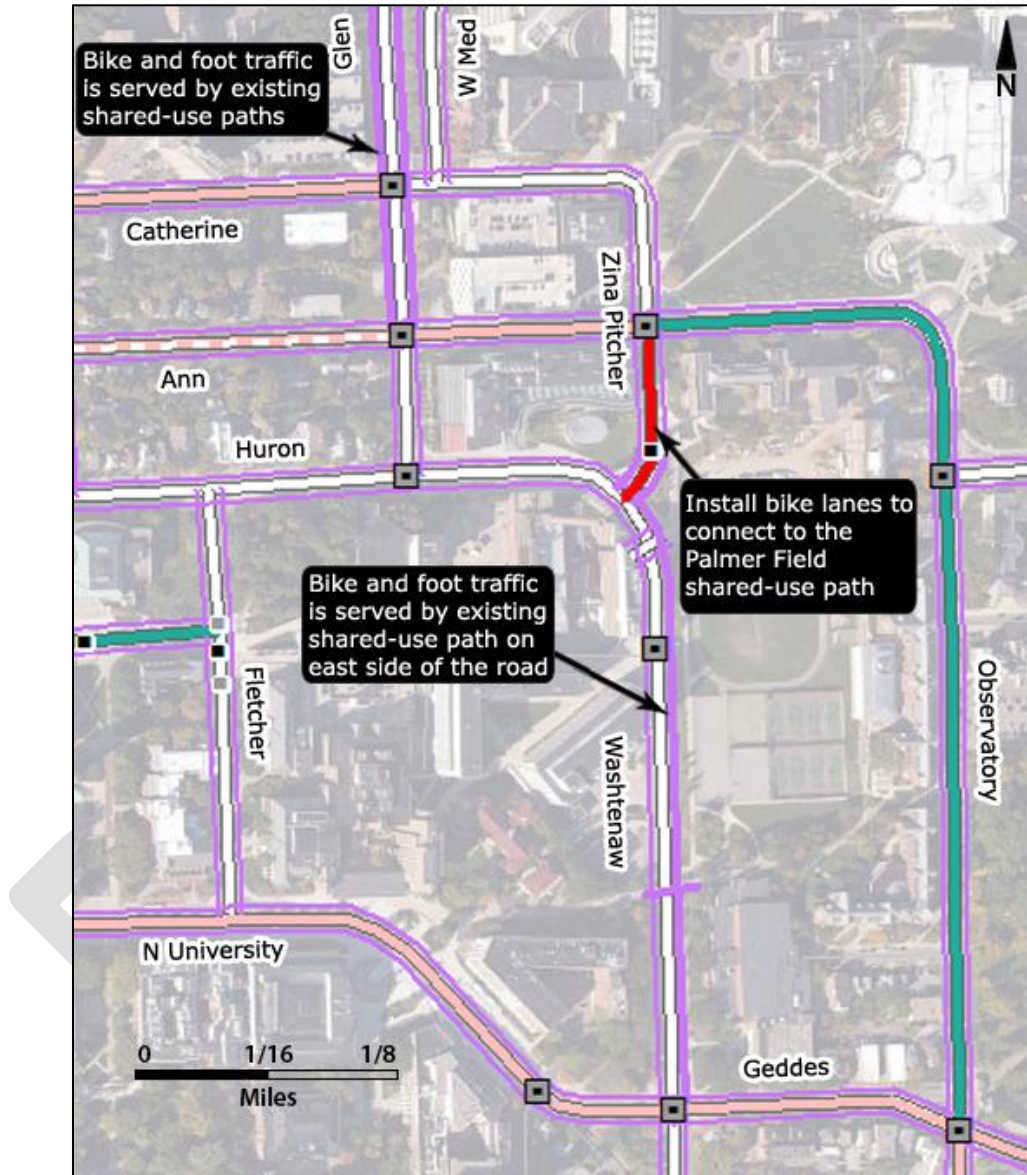 Glen
W Med
N
Bike and foot traffic
is served by existing
shared-use paths
Catherine
Zina Pitcher
Ann
Huron
Install bike lanes to
connect to the
Palmer Field
shared-use path
Bike and foot traffic
is served by existing
shared-use path on
east side of the road
Fletcher
Observatory
Washtenaw
N University
0 1/16 1/8
Miles
Geddes